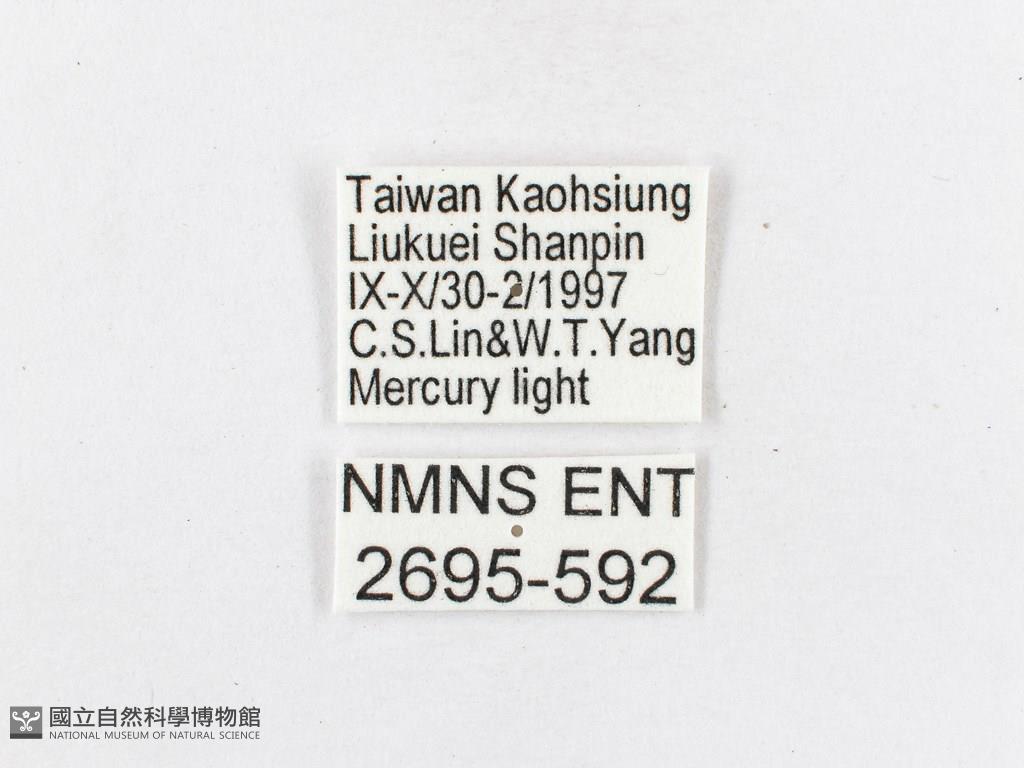 Taiwan Kaohsiung
Liukuei Shanpin
IX-X/30-2/1997
C.S.Lin&W.T.Yang
Mercury light
NMNS ENT
2695-592
國立自然科學博物館
NATIONAL MUSEUM OF NATURAL SCIENCE